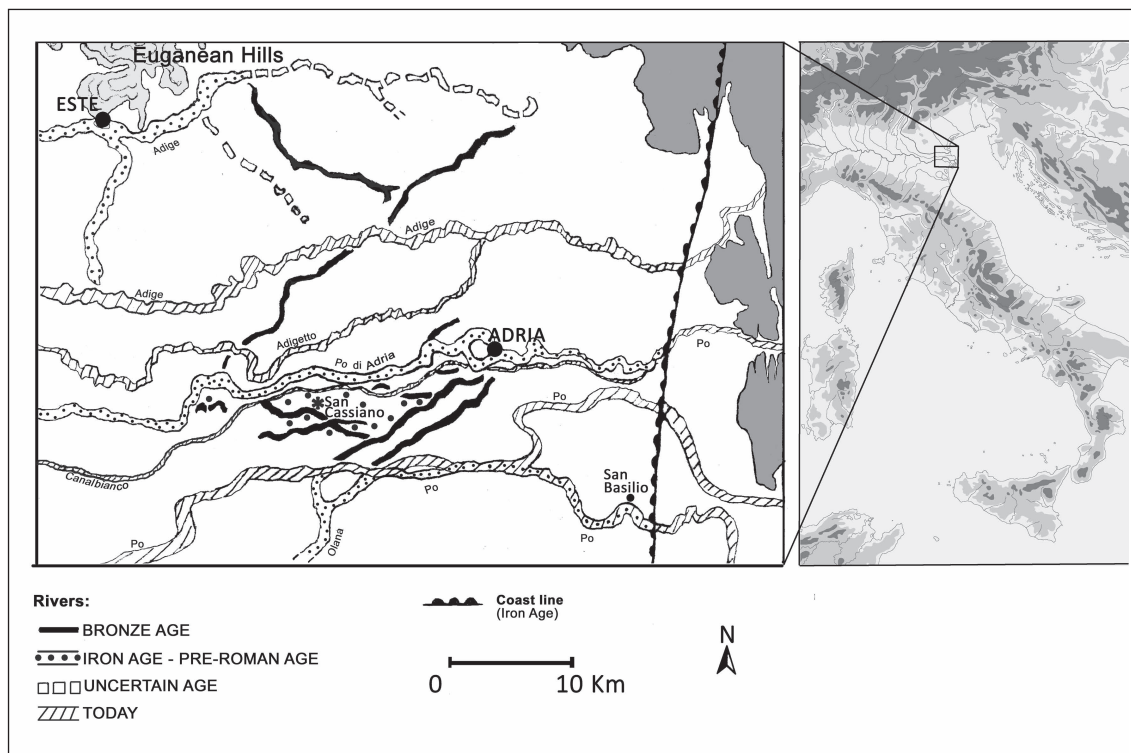 Euganean Hills
ESTE
Adige
Adige
Adige
Adigetto
ADRIA
Po di Adria
Po
San
Cassiano
Po
Canalbianco
San
Basilio
Po
Po
Po
Olana
Rivers:
BRONZE AGE
IRON AGE - PRE-ROMAN AGE
UNCERTAIN AGE
TODAY
Coast line
(Iron Age)
0 10 Km
N